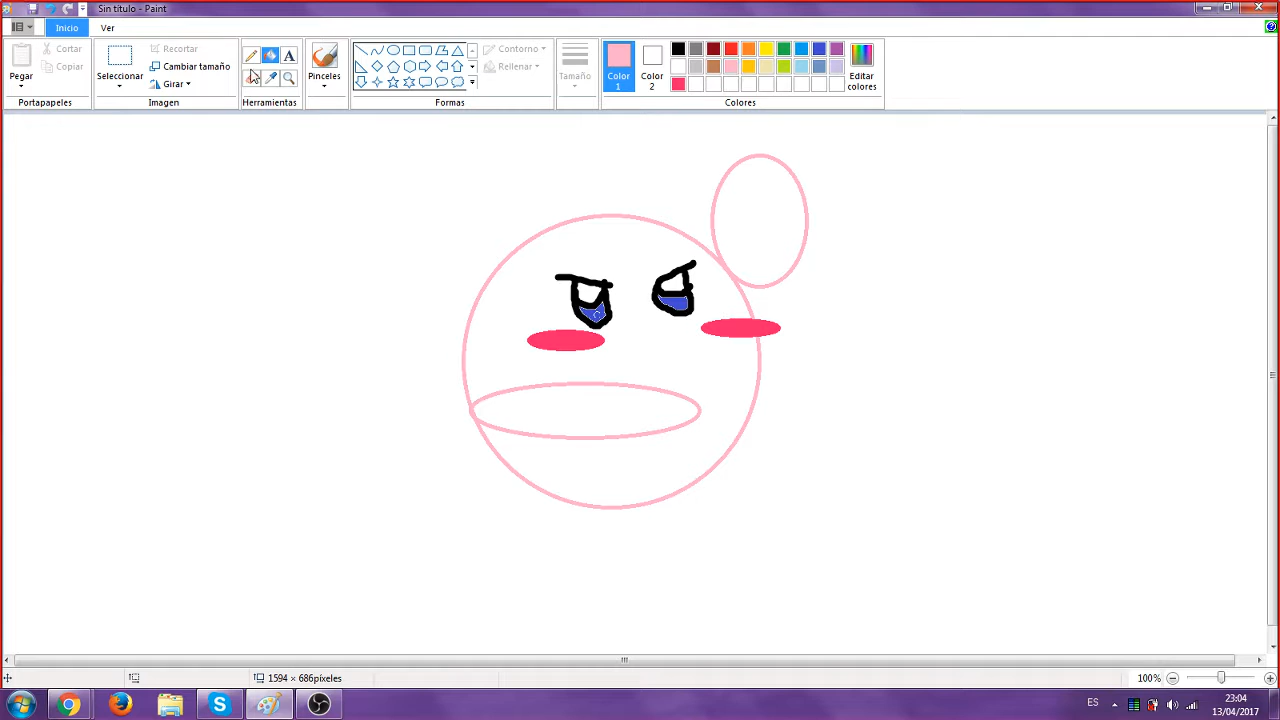 Sin título - Paint
Inicio
Ver
Pegar
Cortar
Copiar
Portapapeles
Seleccionar
Recortar
Cambiar tamaño
Girar
Imagen
A
Herramientas
Pinceles
Contorno
Rellenar
Formas
Tamaño
Color
1
Color
2
Editar
colores
Colores
1594 × 686píxeles
100%
ES
23:04
13/04/2017